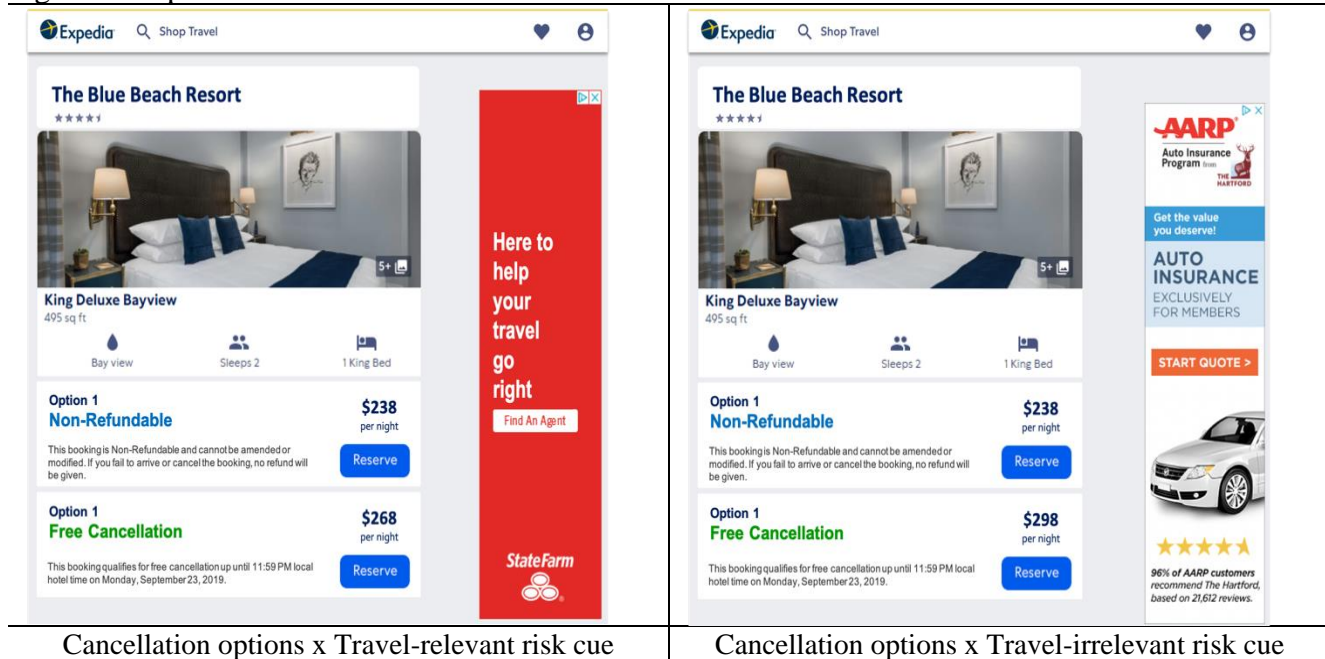 Expedia Shop Travel
The Blue Beach Resort
5+
King Deluxe Bayview
495 sq ft
Bay view Sleeps 2 1 King Bed
Option 1
Non-Refundable
$238
per night
This booking is Non-Refundable and cannot be amended or
modified. If you fail to arrive or cancel the booking, no refund will
be given.
Reserve
Option 1
Free Cancellation
$268
per night
This booking qualifies for free cancellation up until 11:59 PM local
hotel time on Monday, September 23, 2019.
Reserve
Here to
help
your
travel
go
right
Find An Agent
StateFarm
Cancellation options x Travel-relevant risk cue
Expedia Shop Travel
The Blue Beach Resort
5+
King Deluxe Bayview
495 sq ft
Bay view Sleeps 2 1 King Bed
Option 1
Non-Refundable
$238
per night
This booking is Non-Refundable and cannot be amended or
modified. If you fail to arrive or cancel the booking, no refund will
be given.
Reserve
Option 1
Free Cancellation
$298
per night
This booking qualifies for free cancellation up until 11:59 PM local
hotel time on Monday, September 23, 2019.
Reserve
AARP
Auto Insurance
Program from
THE
HARTFORD
Get the value
you deserve!
AUTO
INSURANCE
EXCLUSIVELY
FOR MEMBERS
START QUOTE >
96% of AARP customers
recommend The Hartford,
based on 21,612 reviews.
Cancellation options x Travel-irrelevant risk cue